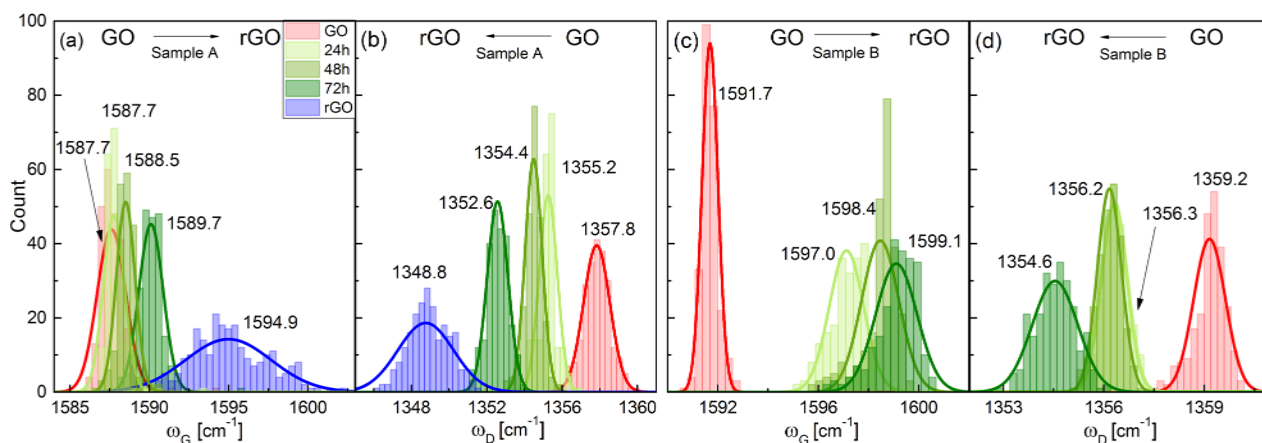 (a) GO rGO
Sample A
GO
24h
48h
72h
rGO
1587.7
1587.7
1588.5
1589.7
1594.9
100
80
60
40
20
0
Count
1585 1590 1595 1600
ωG [cm-1]
(b) rGO GO
Sample A
1354.4
1355.2
1352.6
1357.8
1348.8
1348 1352 1356 1360
ωD [cm-1]
(c) GO rGO
Sample B
1591.7
1598.4
1597.0
1599.1
1592 1596 1600
ωG [cm-1]
(d) rGO GO
Sample B
1356.2
1359.2
1356.3
1354.6
1353 1356 1359
ωD [cm-1]